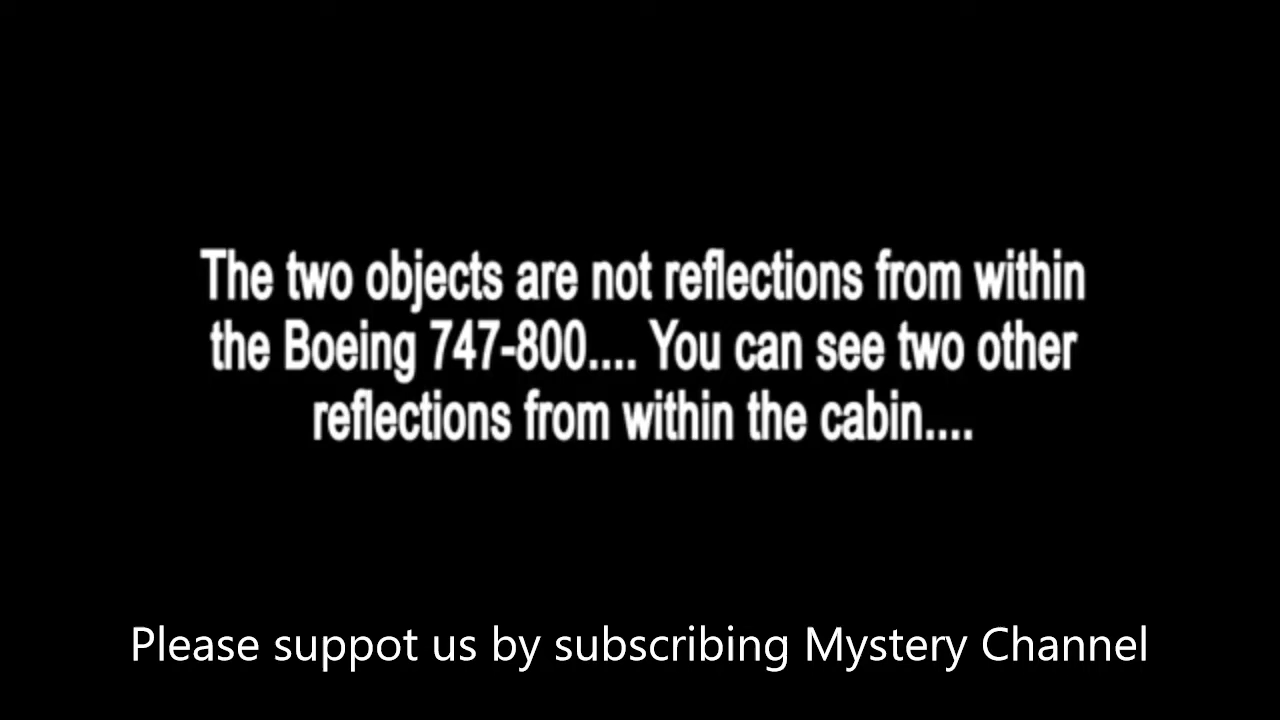 The two objects are not reflections from within
the Boeing 747-800.... You can see two other
reflections from within the cabin....
Please suppot us by subscribing Mystery Channel